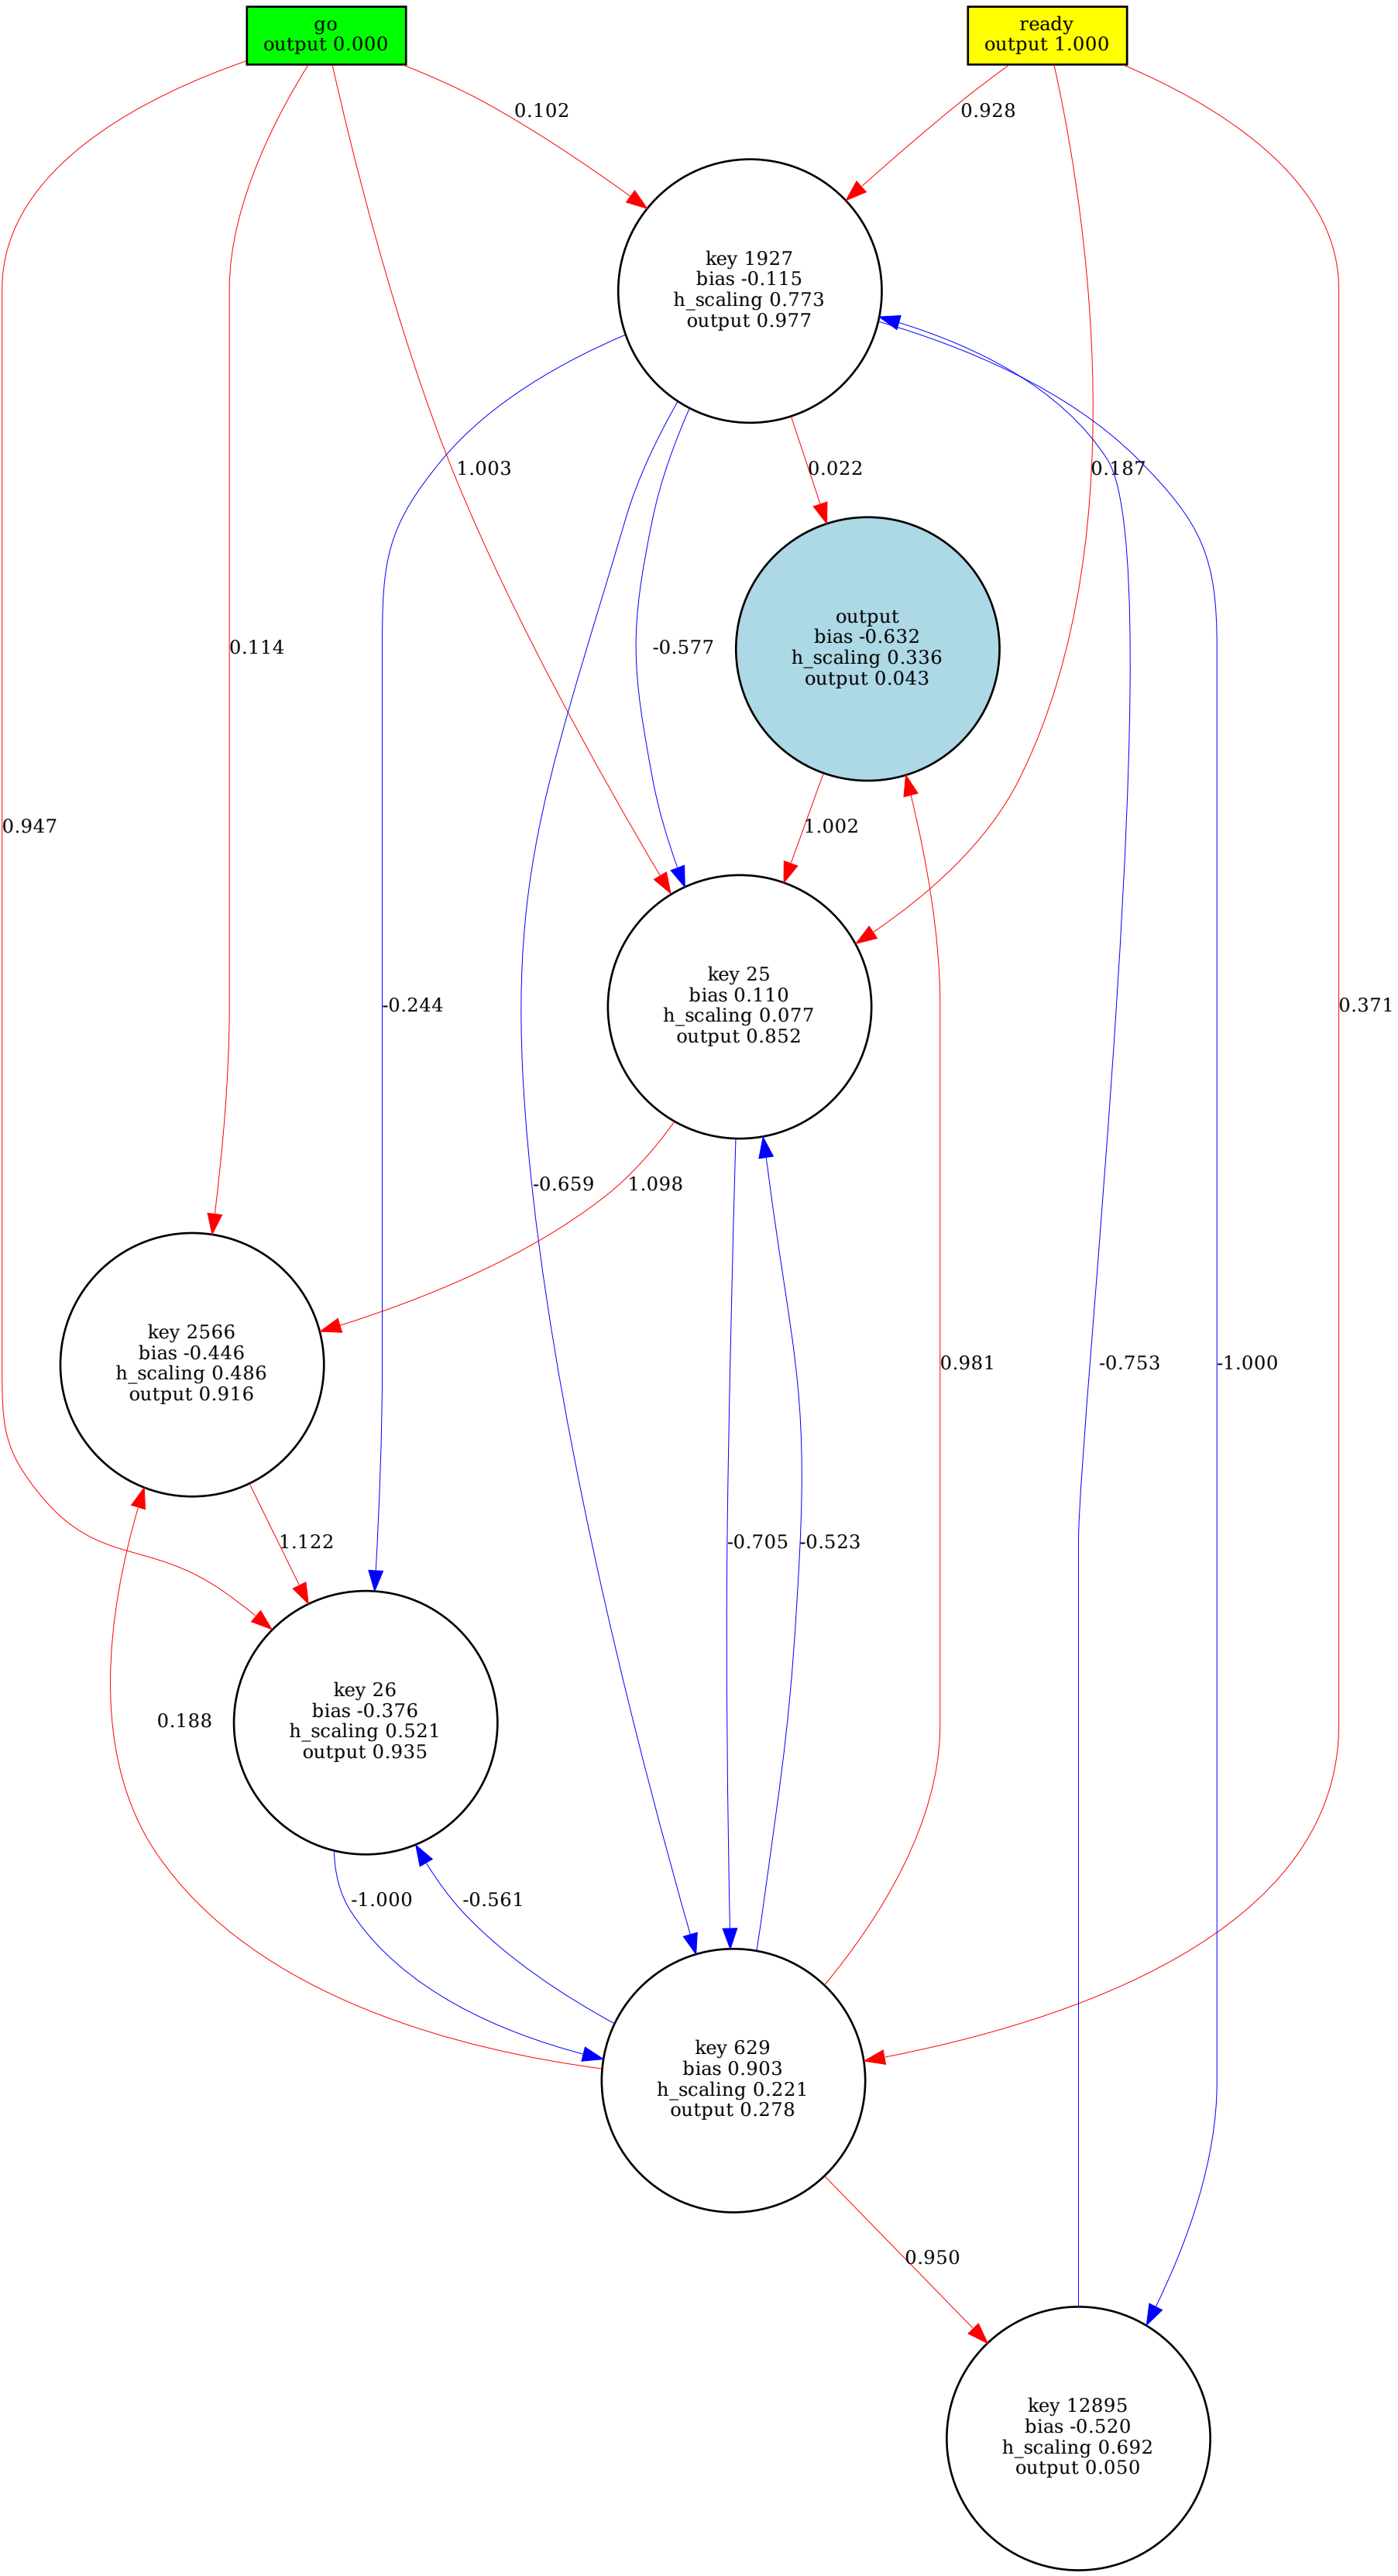 go
output 0.000
ready
output 1.000
0.102
0.928
key 1927
bias -0.115
h_scaling 0.773
output 0.977
1.003
0.022
0.187
output
bias -0.632
h_scaling 0.336
output 0.043
0.114
-0.577
0.947
1.002
key 25
bias 0.110
h_scaling 0.077
output 0.852
-0.244
0.371
-0.659
1.098
key 2566
bias -0.446
h_scaling 0.486
output 0.916
0.981
-0.753
-1.000
1.122
-0.705
-0.523
key 26
bias -0.376
h_scaling 0.521
output 0.935
0.188
-1.000
-0.561
key 629
bias 0.903
h_scaling 0.221
output 0.278
0.950
key 12895
bias -0.520
h_scaling 0.692
output 0.050